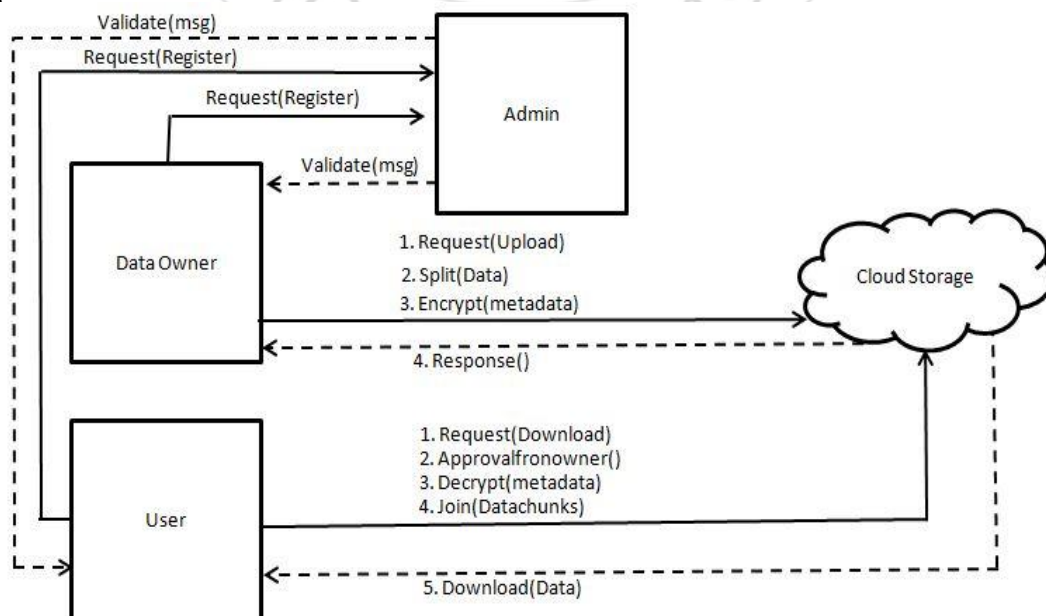 Validate(msg)
Request(Register)
Request(Register)
Admin
Validate(msg)
Data Owner
1. Request(Upload)
2. Split(Data)
3. Encrypt(metadata)
Cloud Storage
4. Response()
1. Request(Download)
2. Approvalfronowner()
3. Decrypt(metadata)
4. Join(Datachunks)
User
5. Download(Data)